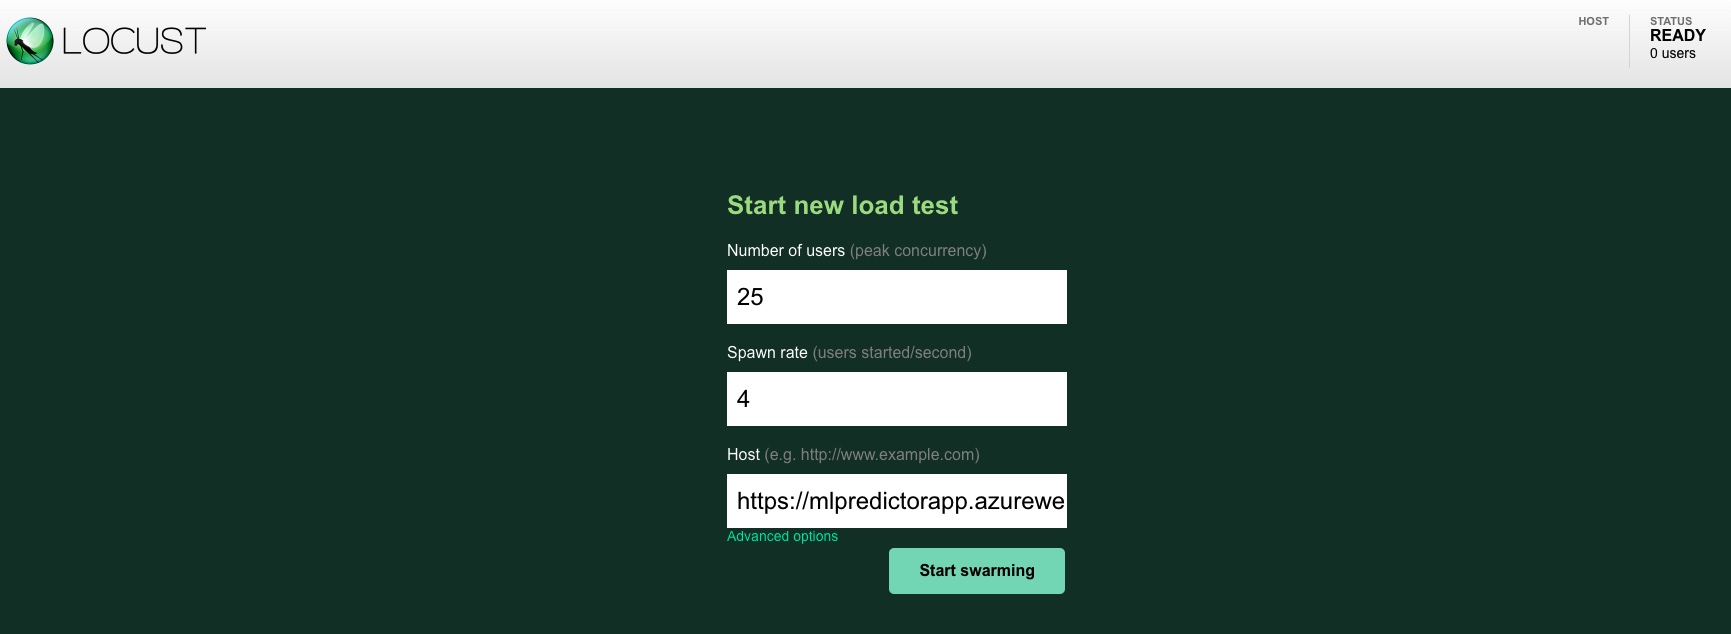 LOCUST
HOST
STATUS
READY
0 users
Start new load test
Number of users (peak concurrency)
25
Spawn rate (users started/second)
4
Host (e.g. http://www.example.com)
https://mlpredictorapp.azurewe
Advanced options
Start swarming